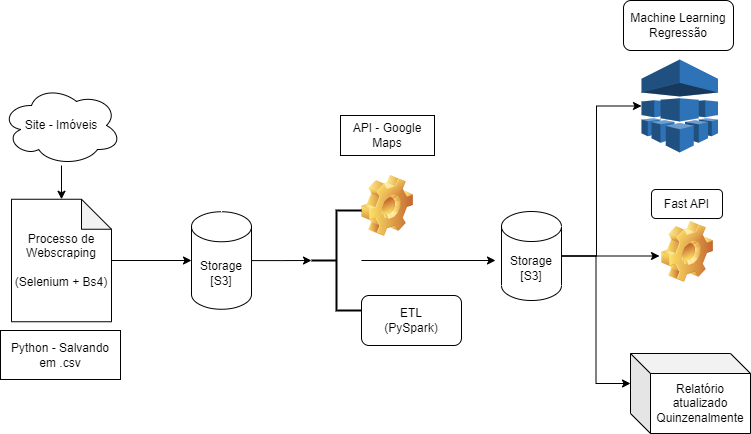 Machine Learning
Regressão
Site - Imóveis
API - Google
Maps
Fast API
Processo de
Webscraping
(Selenium + Bs4)
Storage
[S3]
Storage
[S3]
ETL
(PySpark)
Python - Salvando
em .csv
Relatório
atualizado
Quinzenalmente